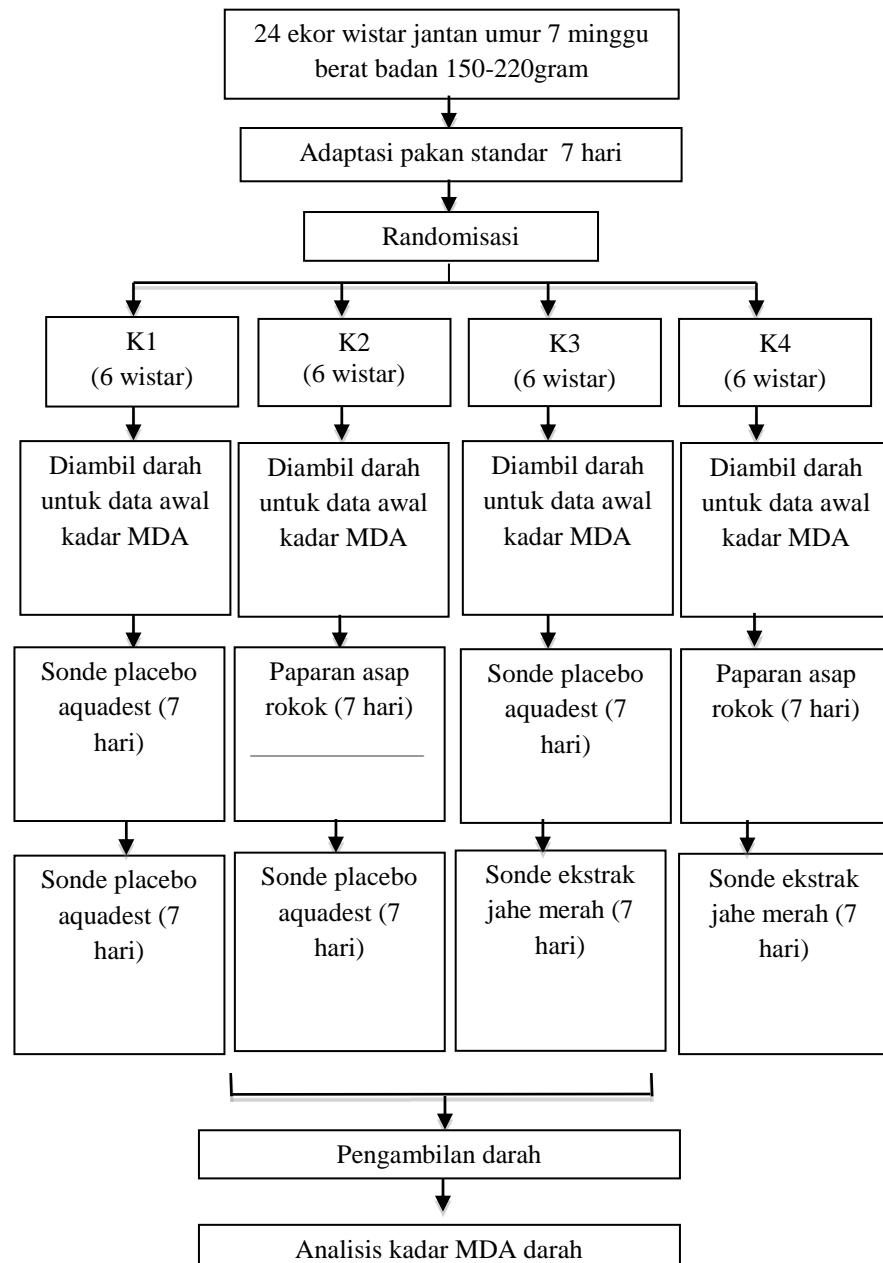 24 ekor wistar jantan umur 7 minggu
berat badan 150-220gram
Adaptasi pakan standar 7 hari
Randomisasi
K1
(6 wistar)
K2
(6 wistar)
K3
(6 wistar)
K4
(6 wistar)
Diambil darah
untuk data awal
kadar MDA
Diambil darah
untuk data awal
kadar MDA
Diambil darah
untuk data awal
kadar MDA
Diambil darah
untuk data awal
kadar MDA
Sonde placebo
aquadest (7
hari)
Paparan asap
rokok (7 hari)
Sonde placebo
aquadest (7
hari)
Paparan asap
rokok (7 hari)
Sonde placebo
aquadest (7
hari)
Sonde placebo
aquadest (7
hari)
Sonde ekstrak
jahe merah (7
hari)
Sonde ekstrak
jahe merah (7
hari)
Pengambilan darah
Analisis kadar MDA darah